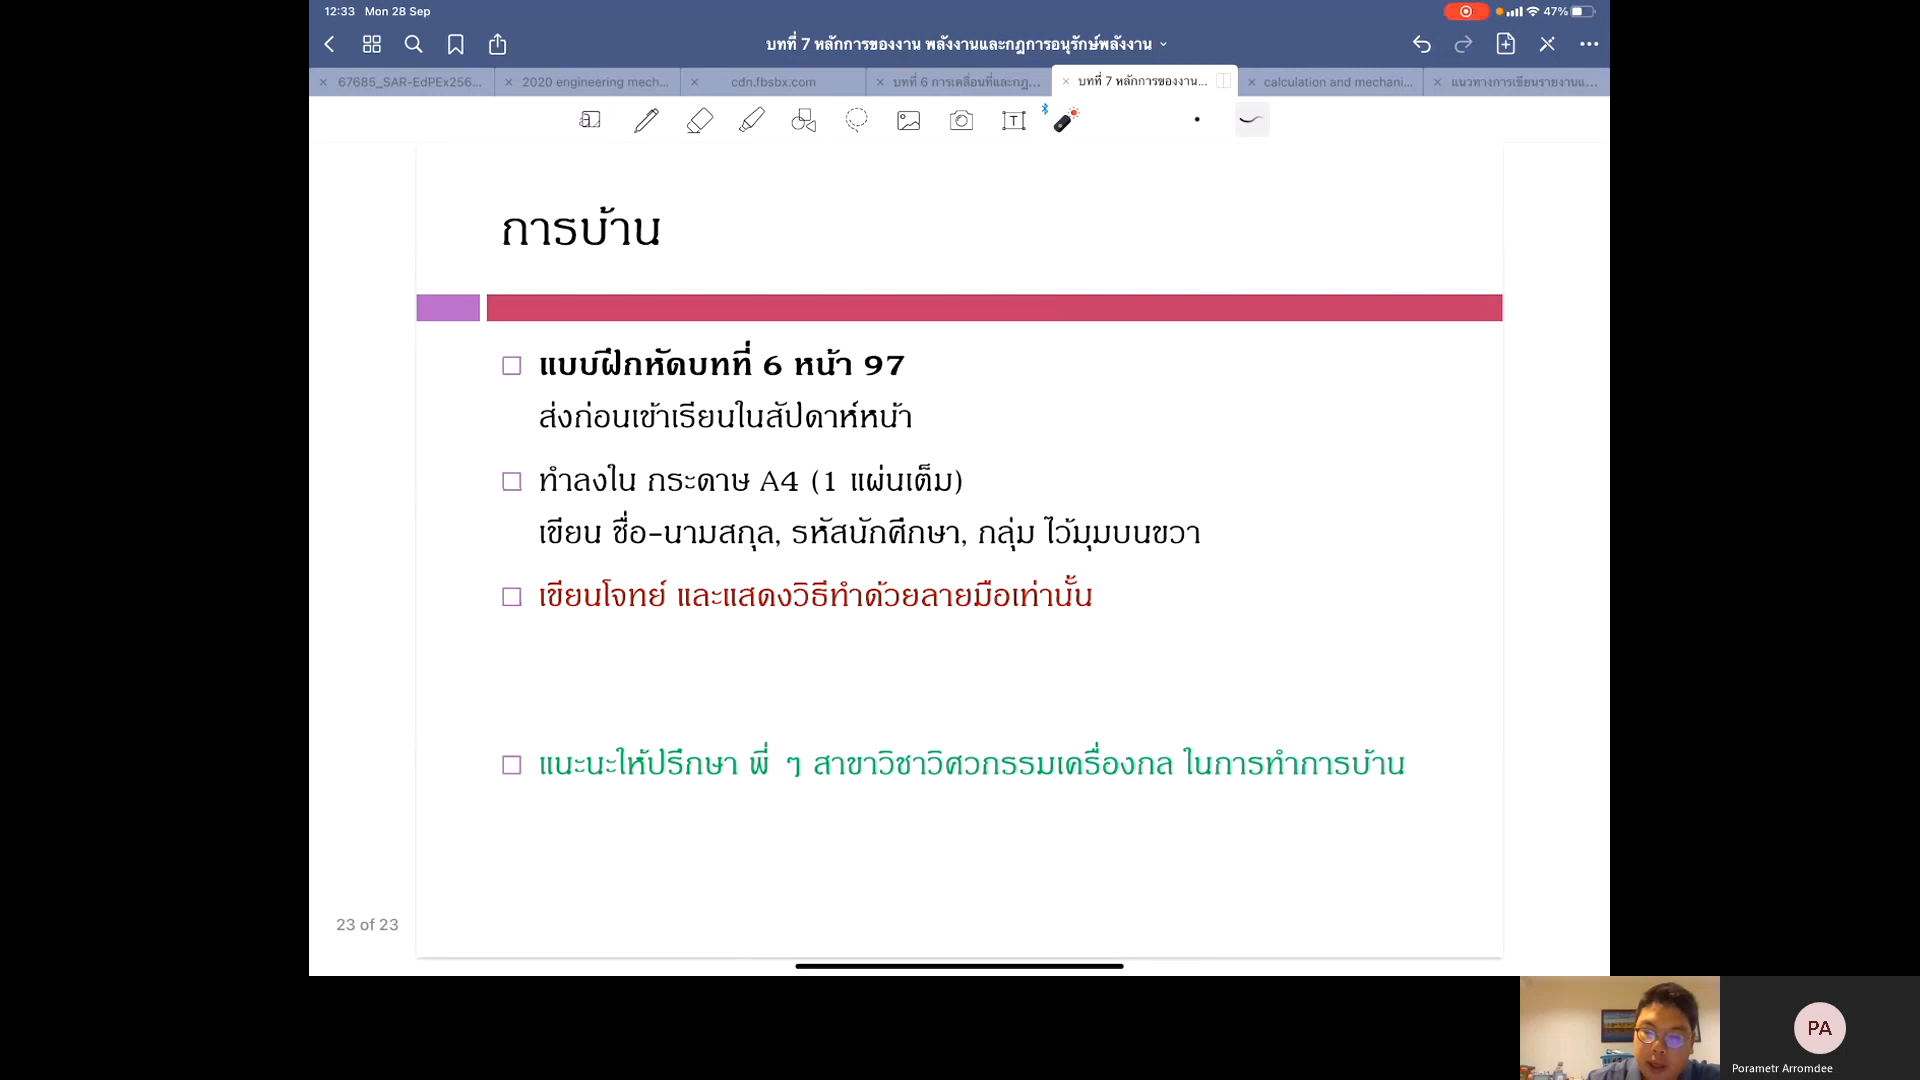 12:33 Mon 28 Sep
47%
บทที่ 7 หลักการของงาน พลังงานและกฎการอนุรักษ์พลังงาน
67685_SAR-EdPEx256...
2020 engineering mech...
cdn.fbsbx.com
บทที่ 6 การเคลื่อนที่และกฎ...
บทที่ 7 หลักการของงาน...
calculation and mechani...
แนวทางการเขียนรายงานแ...
การบ้าน
แบบฝึกหัดบทที่ 6 หน้า 97
ส่งก่อนเข้าเรียนในสัปดาห์หน้า
ทำลงใน กระดาษ A4 (1 แผ่นเต็ม)
เขียน ชื่อ-นามสกุล, รหัสนักศึกษา, กลุ่ม ไว้มุมบนขวา
เขียนโจทย์ และแสดงวิธีทำด้วยลายมือเท่านั้น
แนะนะให้ปรึกษา พี่ ๆ สาขาวิชาวิศวกรรมเครื่องกล ในการทำการบ้าน
23 of 23
PA
Porametr Arromdee